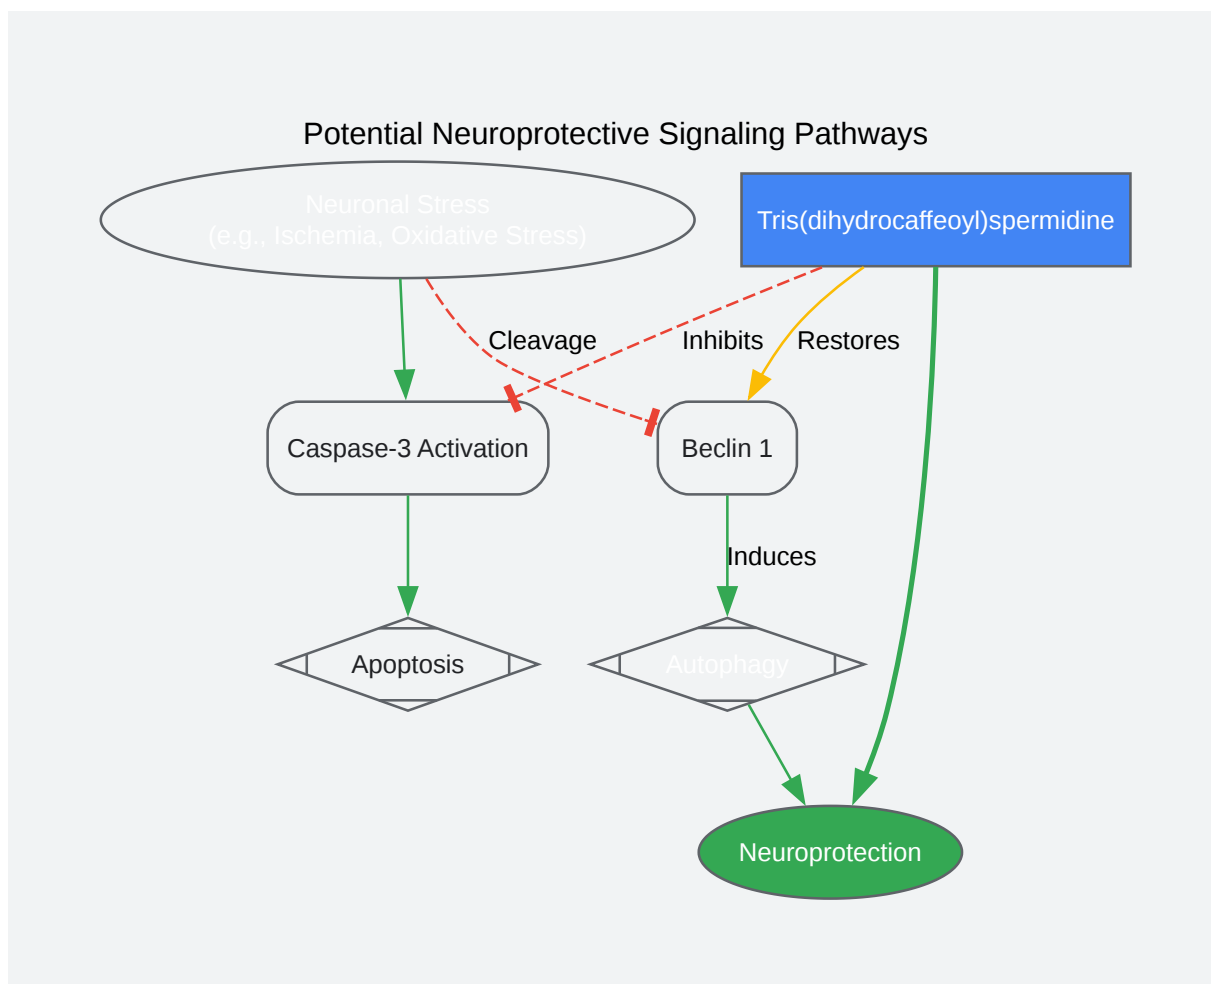 Potential Neuroprotective Signaling Pathways
Neuronal Stress
(e.g., Ischemia, Oxidative Stress)
Tris(dihydrocaffeoyl)spermidine
Cleavage
Inhibits
Restores
Caspase-3 Activation
Beclin 1
Induces
Apoptosis
Autophagy
Neuroprotection